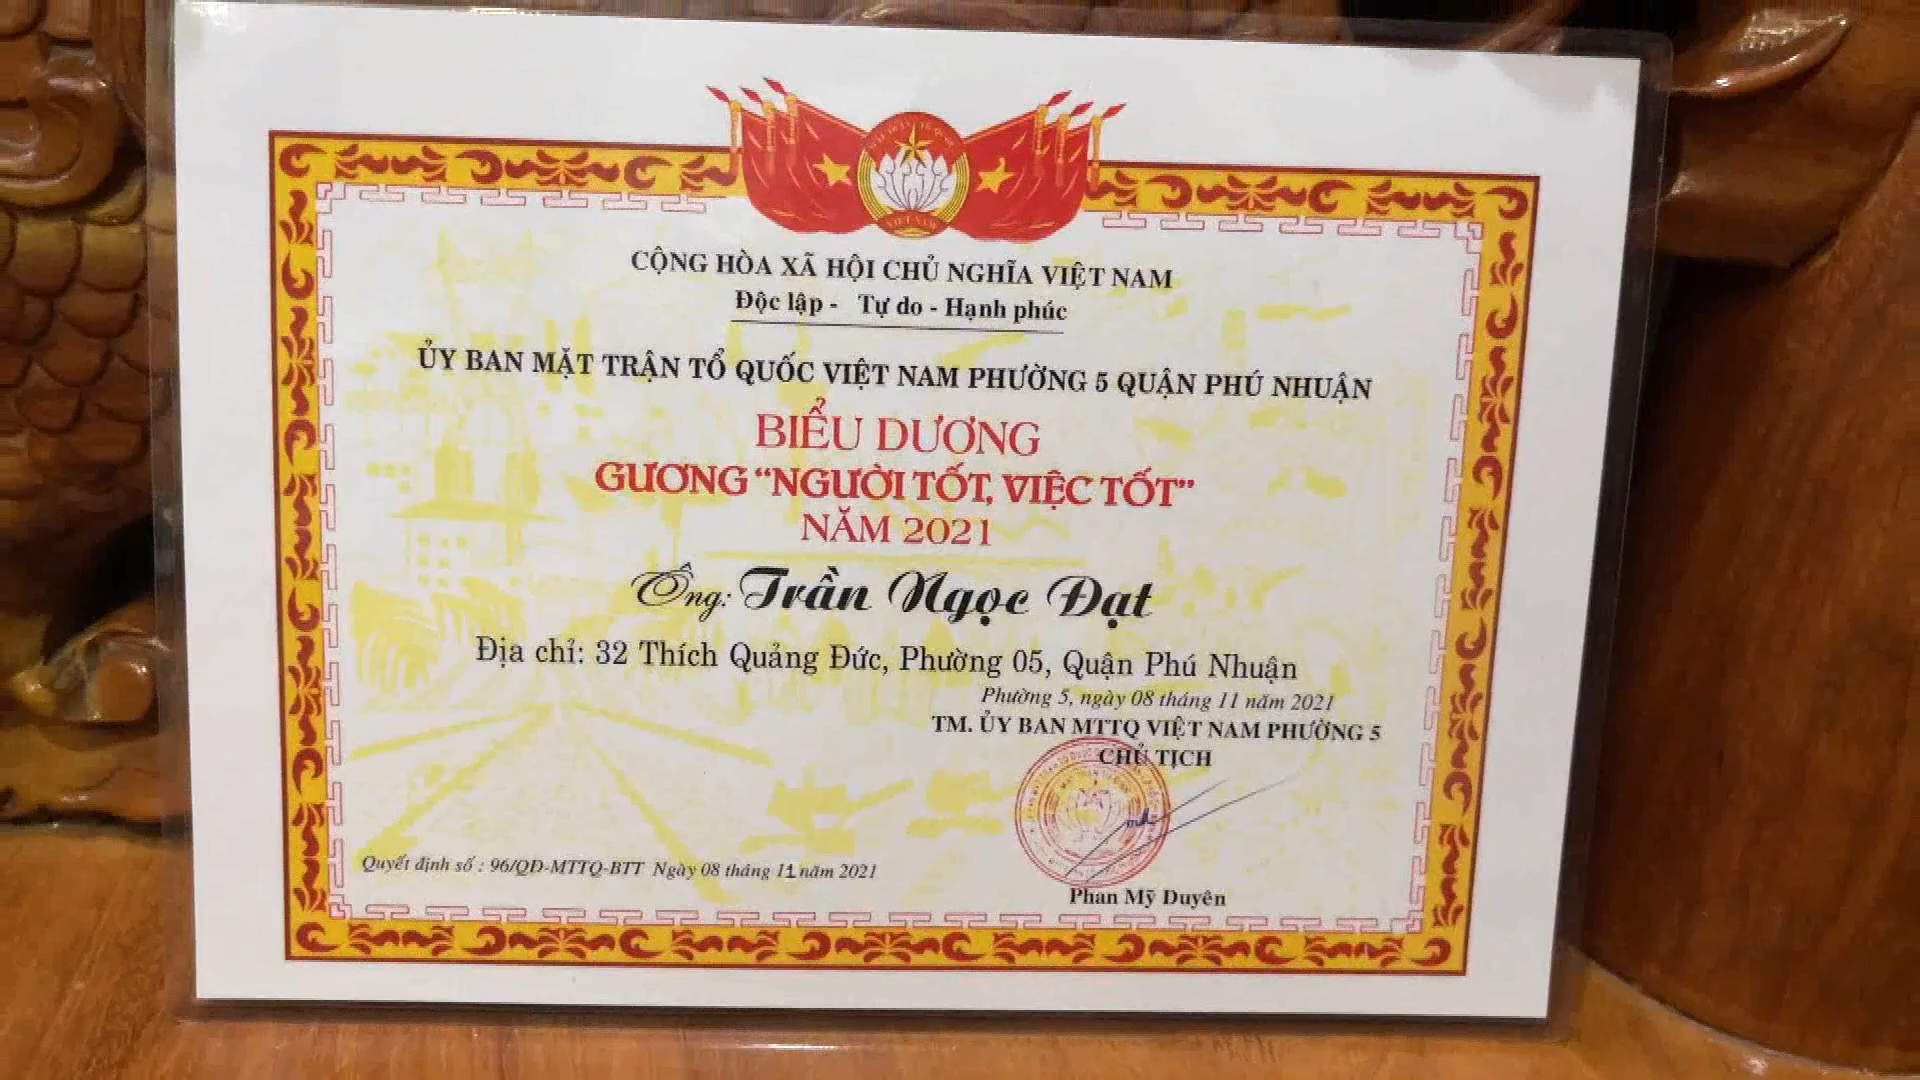 VIỆT NAM
CỘNG HÒA XÃ HỘI CHỦ NGHĨA VIỆT NAM
Độc lập - Tự do - Hạnh phúc
ỦY BAN MẶT TRẬN TỔ QUỐC VIỆT NAM PHƯỜNG 5 QUẬN PHÚ NHUẬN
BIỂU DƯƠNG
GƯƠNG “NGƯỜI TỐT, VIỆC TỐT”
NĂM 2021
Ông: Trần Ngọc Đạt
Địa chỉ: 32 Thích Quảng Đức, Phường 05, Quận Phú Nhuận
Phường 5, ngày 08 tháng 11 năm 2021
TM. ỦY BAN MTTQ VIỆT NAM PHƯỜNG 5
CHỦ TỊCH
Quyết định số : 96/QD-MTTQ-BTT Ngày 08 tháng 11 năm 2021
Phan Mỹ Duyên